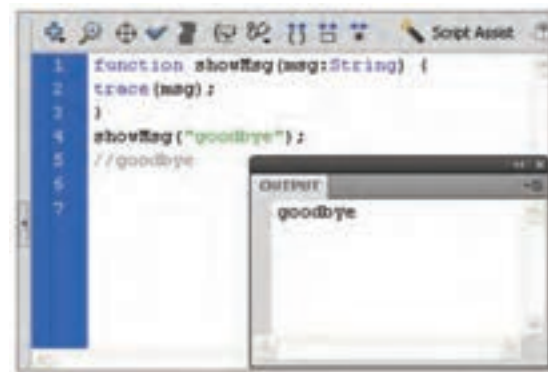 Script Assist
1 function showMsg(msg:String) {
2 trace(msg);
3 }
4 showMsg("goodbye");
5 //goodbye
6
7
OUTPUT
goodbye